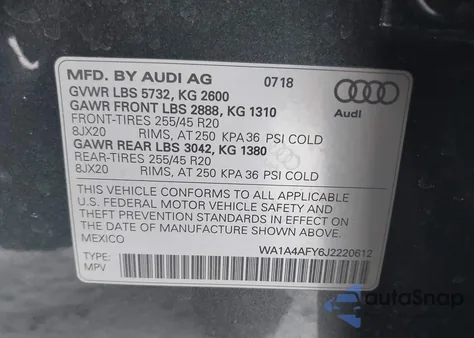 MFD. BY AUDI AG 07 18
GVWR LBS 5732, KG 2600
GAWR FRONT LBS 2888, KG 1310
FRONT-TIRES 255/45 R20
8JX20 RIMS, AT 250 KPA 36 PSI COLD
GAWR REAR LBS 3042, KG 1380
REAR-TIRES 255/45 R20
8JX20 RIMS, AT 250 KPA 36 PSI COLD
Audi
THIS VEHICLE CONFORMS TO ALL APPLICABLE
U.S. FEDERAL MOTOR VEHICLE SAFETY AND
THEFT PREVENTION STANDARDS IN EFFECT ON
THE DATE OF MANUFACTURE SHOWN ABOVE.
MEXICO
WA1A4AFY6J2220612
TYPE:
MPV
autoSnap